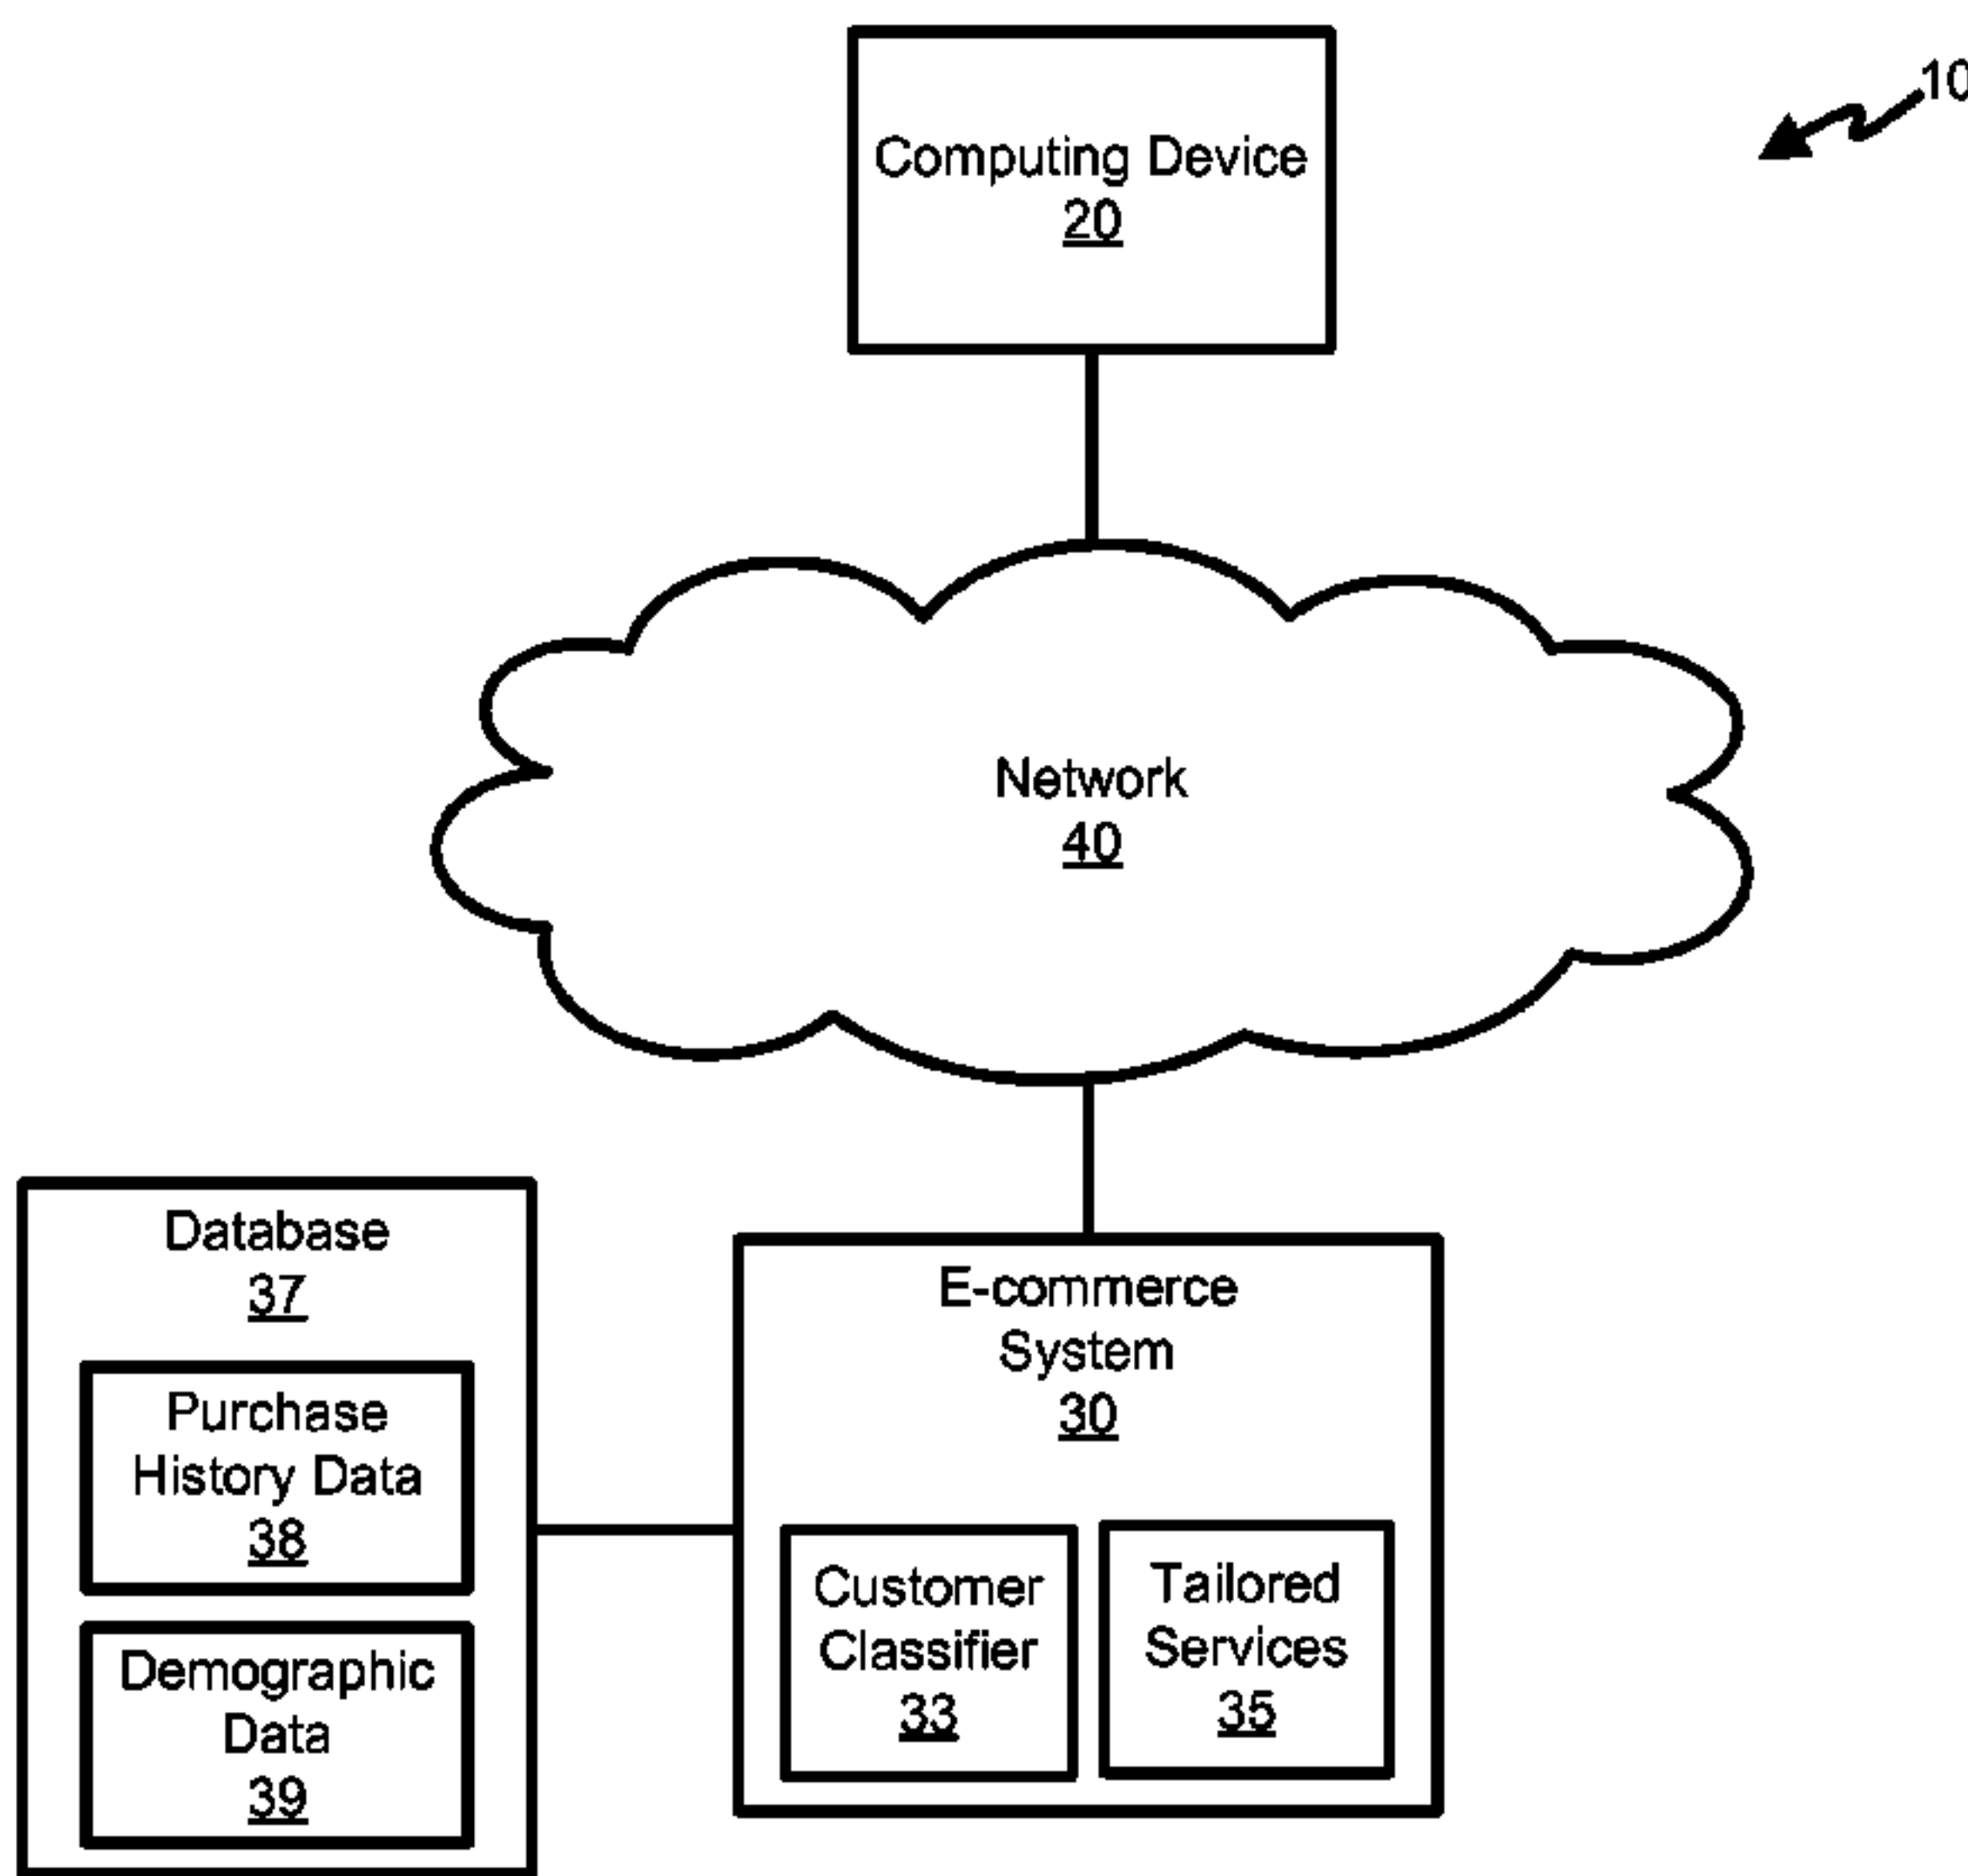 10
Computing Device
20
Network
40
Database
37
Purchase
History Data
38
Demographic
Data
39
E-commerce
System
30
Customer
Classifier
33
Tailored
Services
35